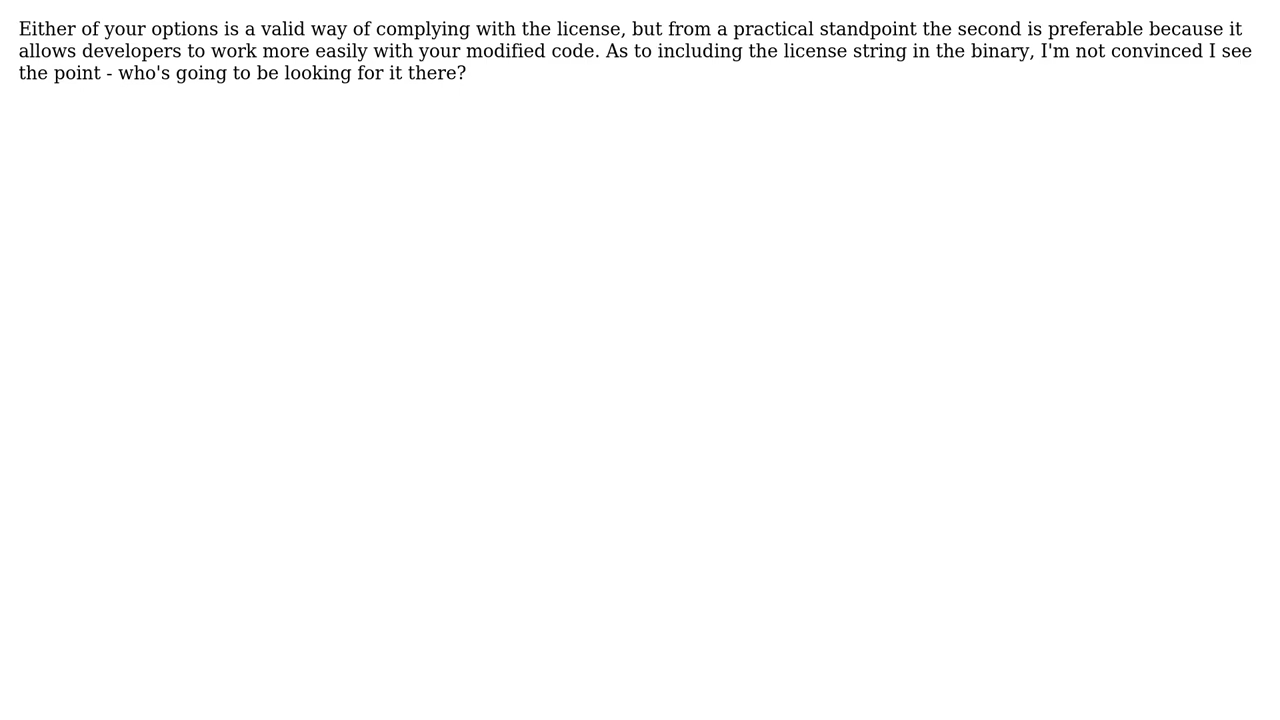 Either of your options is a valid way of complying with the license, but from a practical standpoint the second is preferable because it
allows developers to work more easily with your modified code. As to including the license string in the binary, I'm not convinced I see
the point - who's going to be looking for it there?